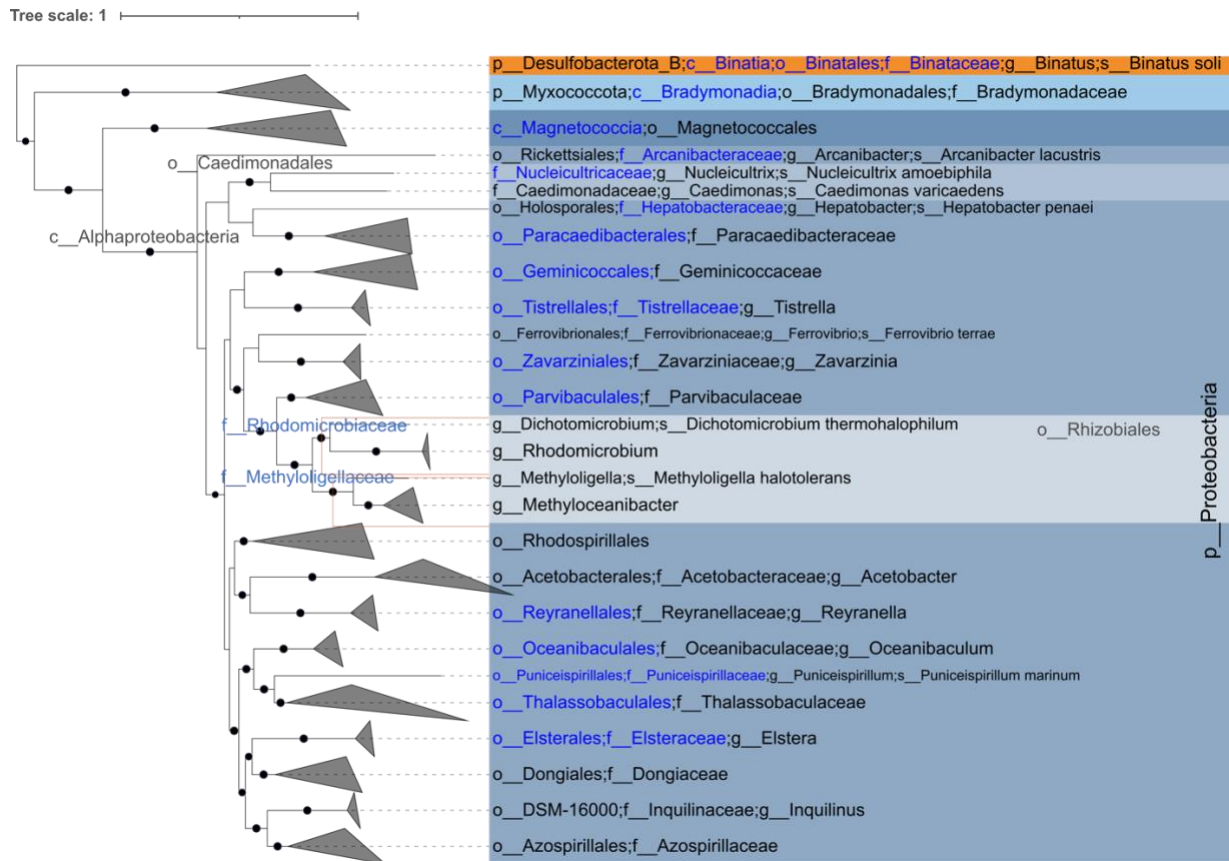 Tree scale: 1
p__Desulfobacterota_B;c__Binatia;o__Binatales;f__Binataceae;g__Binatus;s__Binatus soli
p__Myxococcota;c__Bradymonadia;o__Bradymonadales;f__Bradymonadaceae
c__Magnetococcia;o__Magnetococcales
o__Rickettsiales;f__Arcanibacteraceae;g__Arcanibacter;s__Arcanibacter lacustris
o__Caedimonadales
f__Nucleicultricaceae;g__Nucleicultrix;s__Nucleicultrix amoebiphila
f__Caedimonadaceae;g__Caedimonas;s__Caedimonas varicaedens
o__Holosporales;f__Hepatobacteraceae;g__Hepatobacter;s__Hepatobacter penaei
c__Alphaproteobacteria
o__Paracaedibacterales;f__Paracaedibacteraceae
o__Geminicoccales;f__Geminicoccaceae
o__Tistrellales;f__Tistrellaceae;g__Tistrella
o__Ferrovibrionales;f__Ferrovibrionaceae;g__Ferrovibrio;s__Ferrovibrio terrae
o__Zavarziniales;f__Zavarziniaceae;g__Zavarzinia
o__Parvibaculales;f__Parvibaculaceae
f__Rhodomicrobiaceae
g__Dichotomicrobium;s__Dichotomicrobium thermohalophilum
o__Rhizobiales
g__Rhodomicrobium
f__Methyloligellaceae
g__Methyloligella;s__Methyloligella halotolerans
g__Methyloceanibacter
p__Proteobacteria
o__Rhodospirillales
o__Acetobacterales;f__Acetobacteraceae;g__Acetobacter
o__Reyranellales;f__Reyranellaceae;g__Reyranella
o__Oceanibaculales;f__Oceanibaculaceae;g__Oceanibaculum
o__Puniceispirillales;f__Puniceispirillaceae;g__Puniceispirillum;s__Puniceispirillum marinum
o__Thalassobaculales;f__Thalassobaculaceae
o__Elsterales;f__Elsteraceae;g__Elstera
o__Dongiales;f__Dongiaceae
o__DSM-16000;f__Inquilinaceae;g__Inquilinus
o__Azospirillales;f__Azospirillaceae